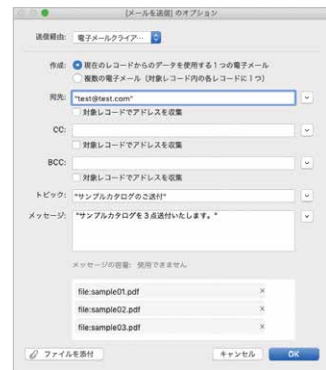 [メールを送信] のオプション
送信経由: 電子メールクライア…
作成: 現在のレコードからのデータを使用する1つの電子メール
複数の電子メール (対象レコード内の各レコードに1つ)
宛先: "test@test.com"
対象レコードでアドレスを収集
CC:
対象レコードでアドレスを収集
BCC:
対象レコードでアドレスを収集
トピック: "サンプルカタログのご送付"
メッセージ: "サンプルカタログを3点送付いたします。"
メッセージの容量: 使用できません
file:sample01.pdf ×
file:sample02.pdf ×
file:sample03.pdf ×
ファイルを添付 キャンセル OK